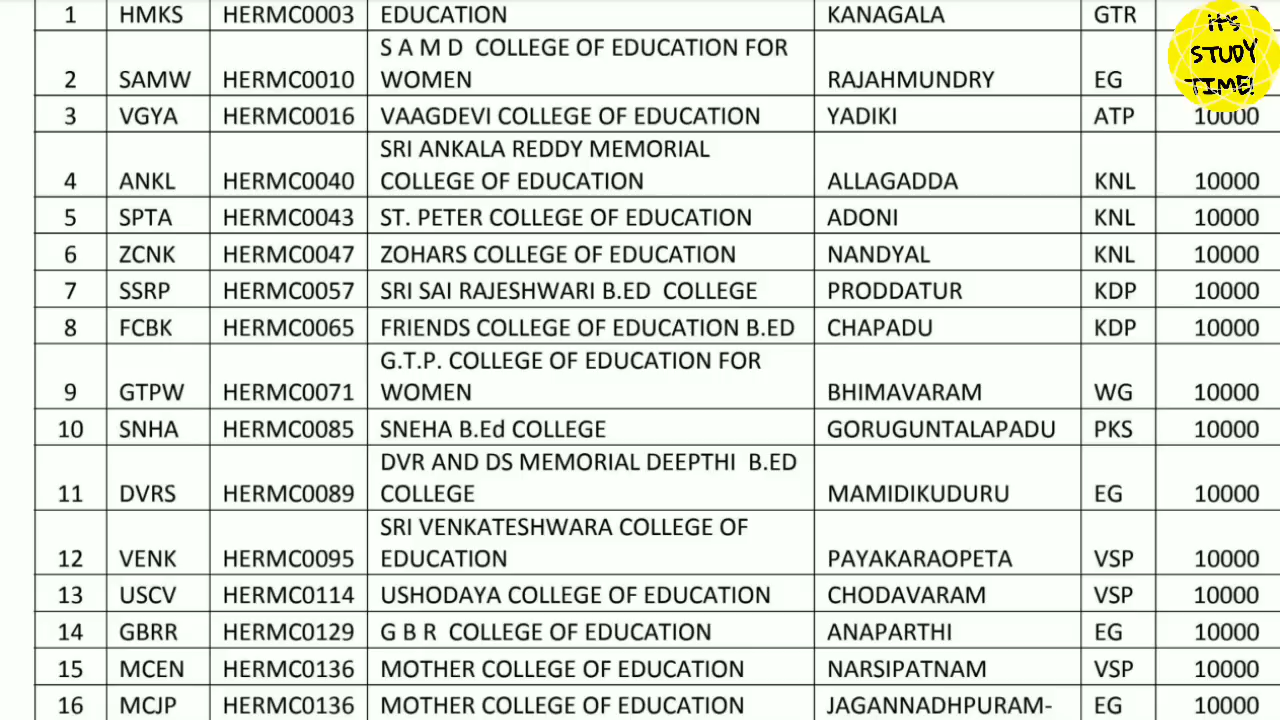 1 HMKS HERMC0003 EDUCATION KANAGALA GTR
IT'S
STUDY
TIME!
S A M D COLLEGE OF EDUCATION FOR
2 SAMW HERMC0010 WOMEN RAJAHMUNDRY EG
3 VGYA HERMC0016 VAAGDEVI COLLEGE OF EDUCATION YADIKI ATP 10000
SRI ANKALA REDDY MEMORIAL
4 ANKL HERMC0040 COLLEGE OF EDUCATION ALLAGADDA KNL 10000
5 SPTA HERMC0043 ST. PETER COLLEGE OF EDUCATION ADONI KNL 10000
6 ZCNK HERMC0047 ZOHARS COLLEGE OF EDUCATION NANDYAL KNL 10000
7 SSRP HERMC0057 SRI SAI RAJESHWARI B.ED COLLEGE PRODDATUR KDP 10000
8 FCBK HERMC0065 FRIENDS COLLEGE OF EDUCATION B.ED CHAPADU KDP 10000
G.T.P. COLLEGE OF EDUCATION FOR
9 GTPW HERMC0071 WOMEN BHIMAVARAM WG 10000
10 SNHA HERMC0085 SNEHA B.Ed COLLEGE GORUGUNTALAPADU PKS 10000
DVR AND DS MEMORIAL DEEPTHI B.ED
11 DVRS HERMC0089 COLLEGE MAMIDIKUDURU EG 10000
SRI VENKATESHWARA COLLEGE OF
12 VENK HERMC0095 EDUCATION PAYAKARAOPETA VSP 10000
13 USCV HERMC0114 USHODAYA COLLEGE OF EDUCATION CHODAVARAM VSP 10000
14 GBRR HERMC0129 G B R COLLEGE OF EDUCATION ANAPARTHI EG 10000
15 MCEN HERMC0136 MOTHER COLLEGE OF EDUCATION NARSIPATNAM VSP 10000
16 MCJP HERMC0136 MOTHER COLLEGE OF EDUCATION JAGANNADHPURAM- EG 10000